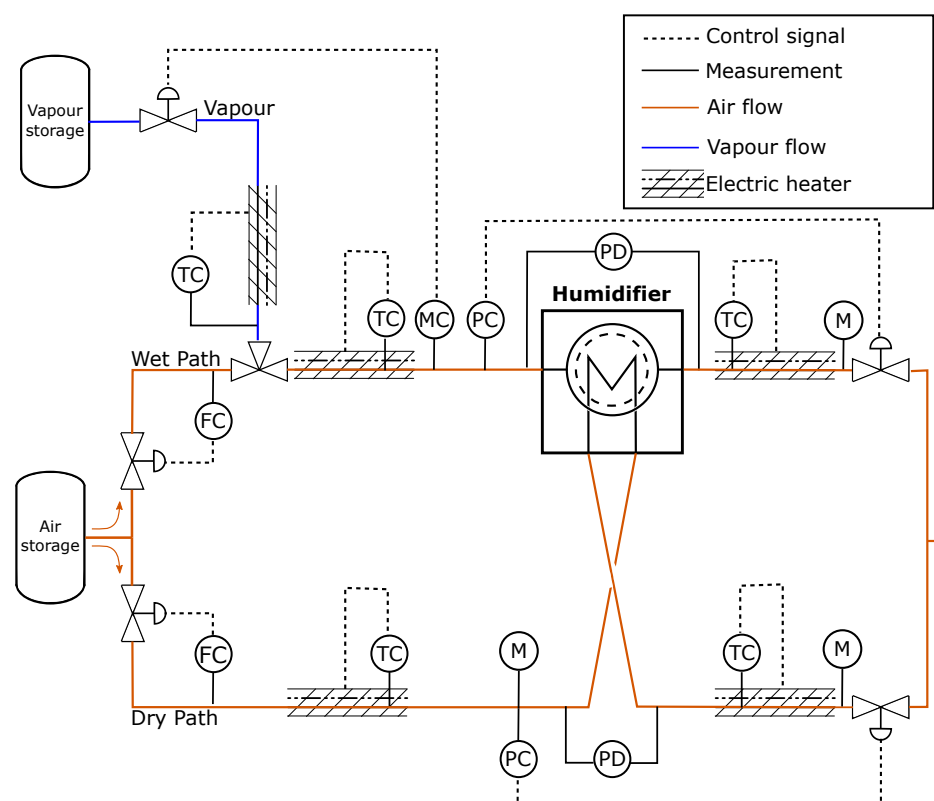 Control signal
Measurement
Air flow
Vapour flow
Electric heater
Vapour
storage
Vapour
TC
PD
Humidifier
TC
MC
PC
TC
M
Wet Path
FC
Air
storage
FC
TC
M
TC
M
Dry Path
PC
PD